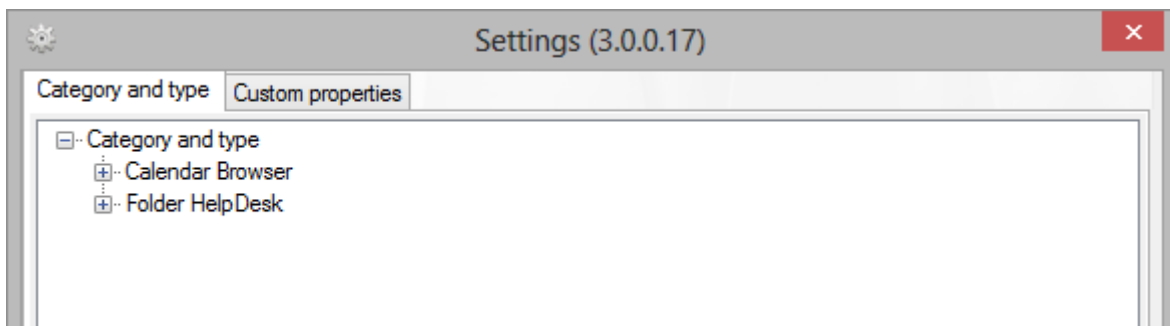 Settings (3.0.0.17)
Category and type Custom properties
Category and type
Calendar Browser
Folder HelpDesk